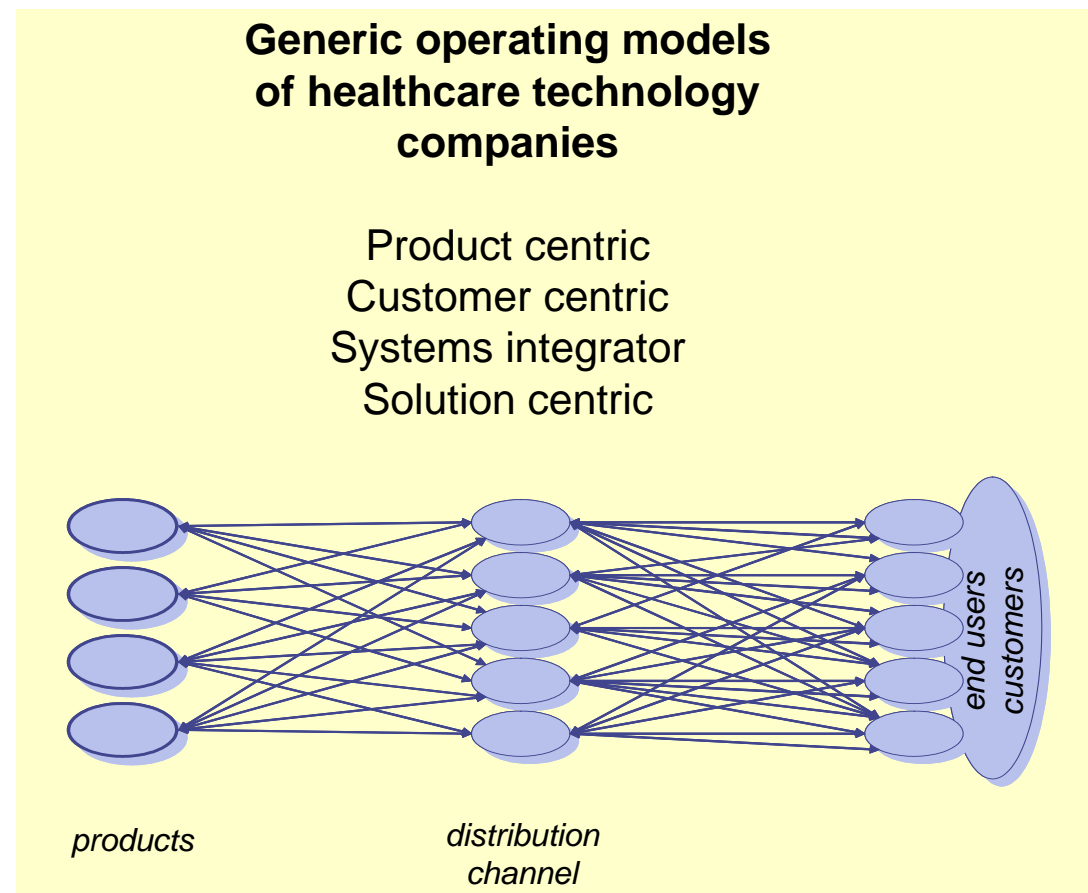 Generic operating models
of healthcare technology
companies
Product centric
Customer centric
Systems integrator
Solution centric
end users
customers
products
distribution
channel